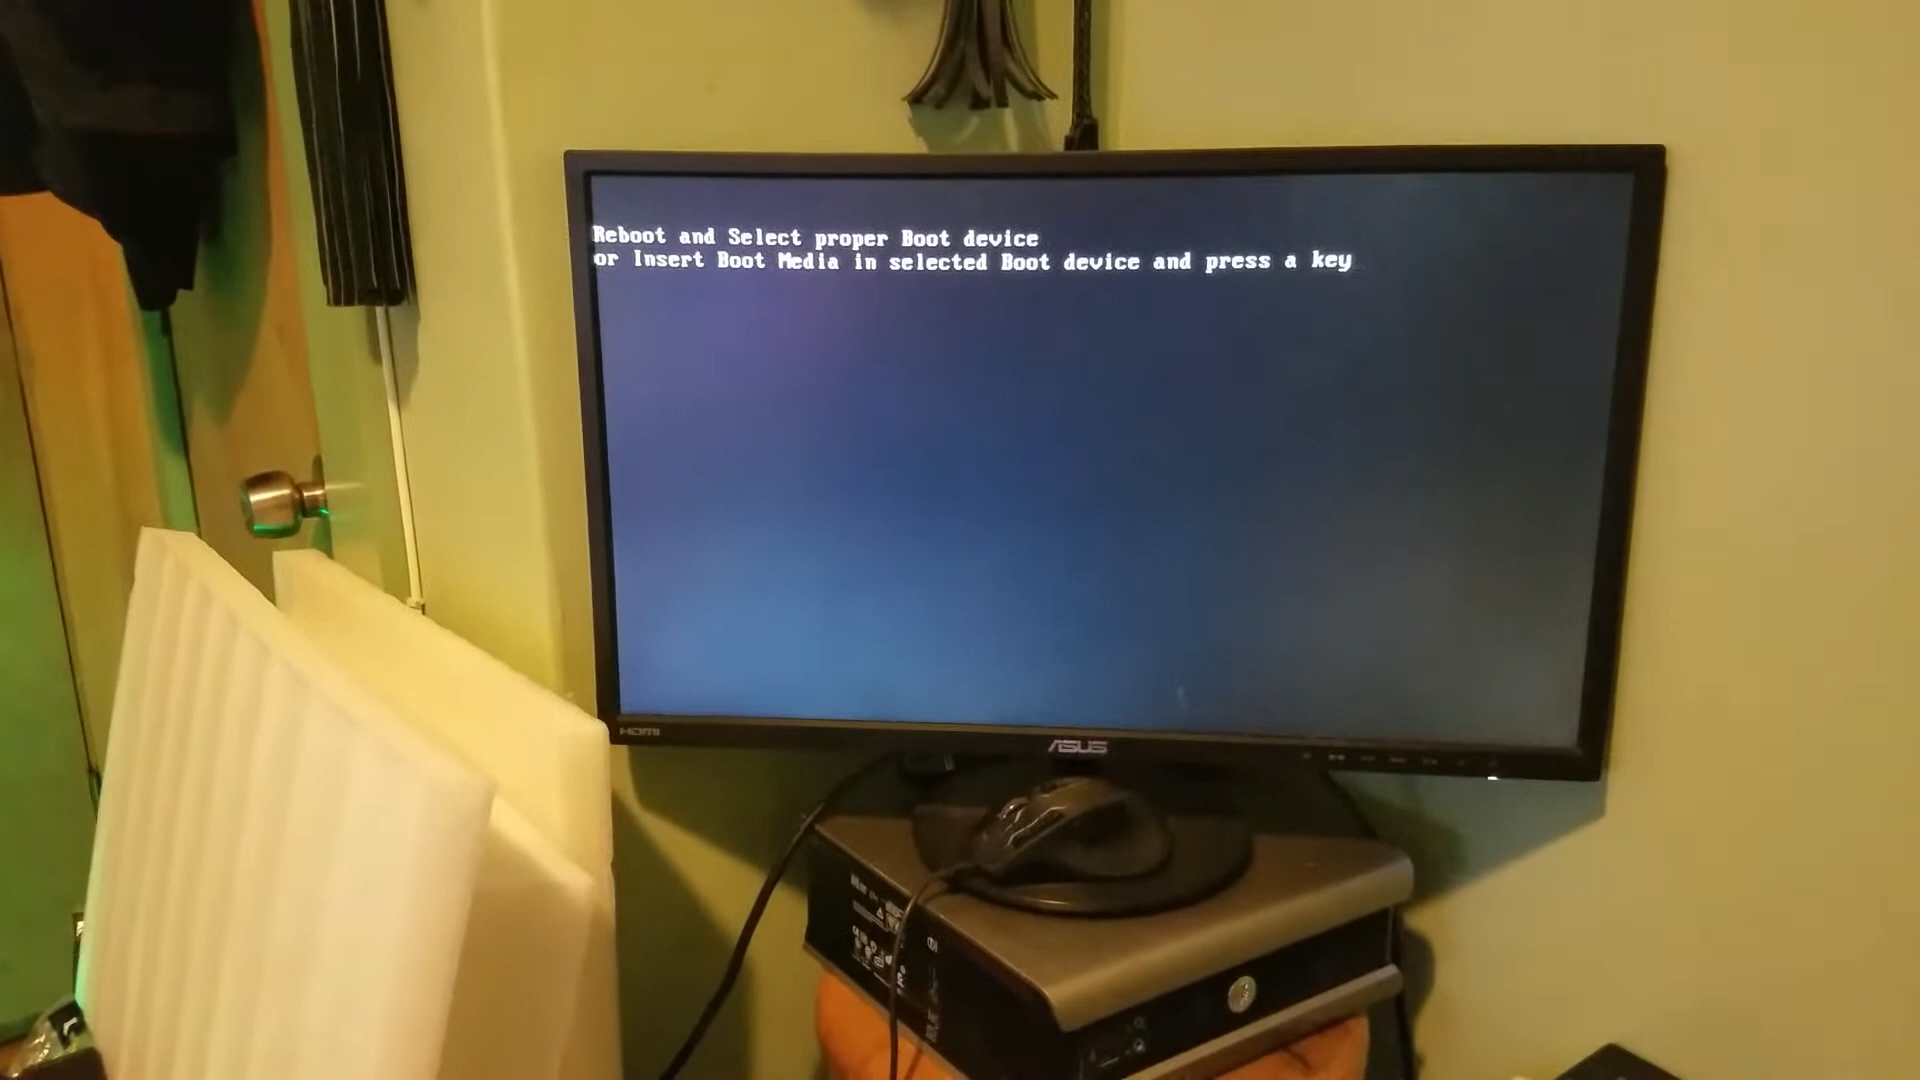 Reboot and Select proper Boot device
or Insert Boot Media in selected Boot device and press a key
HDMI
ASUS